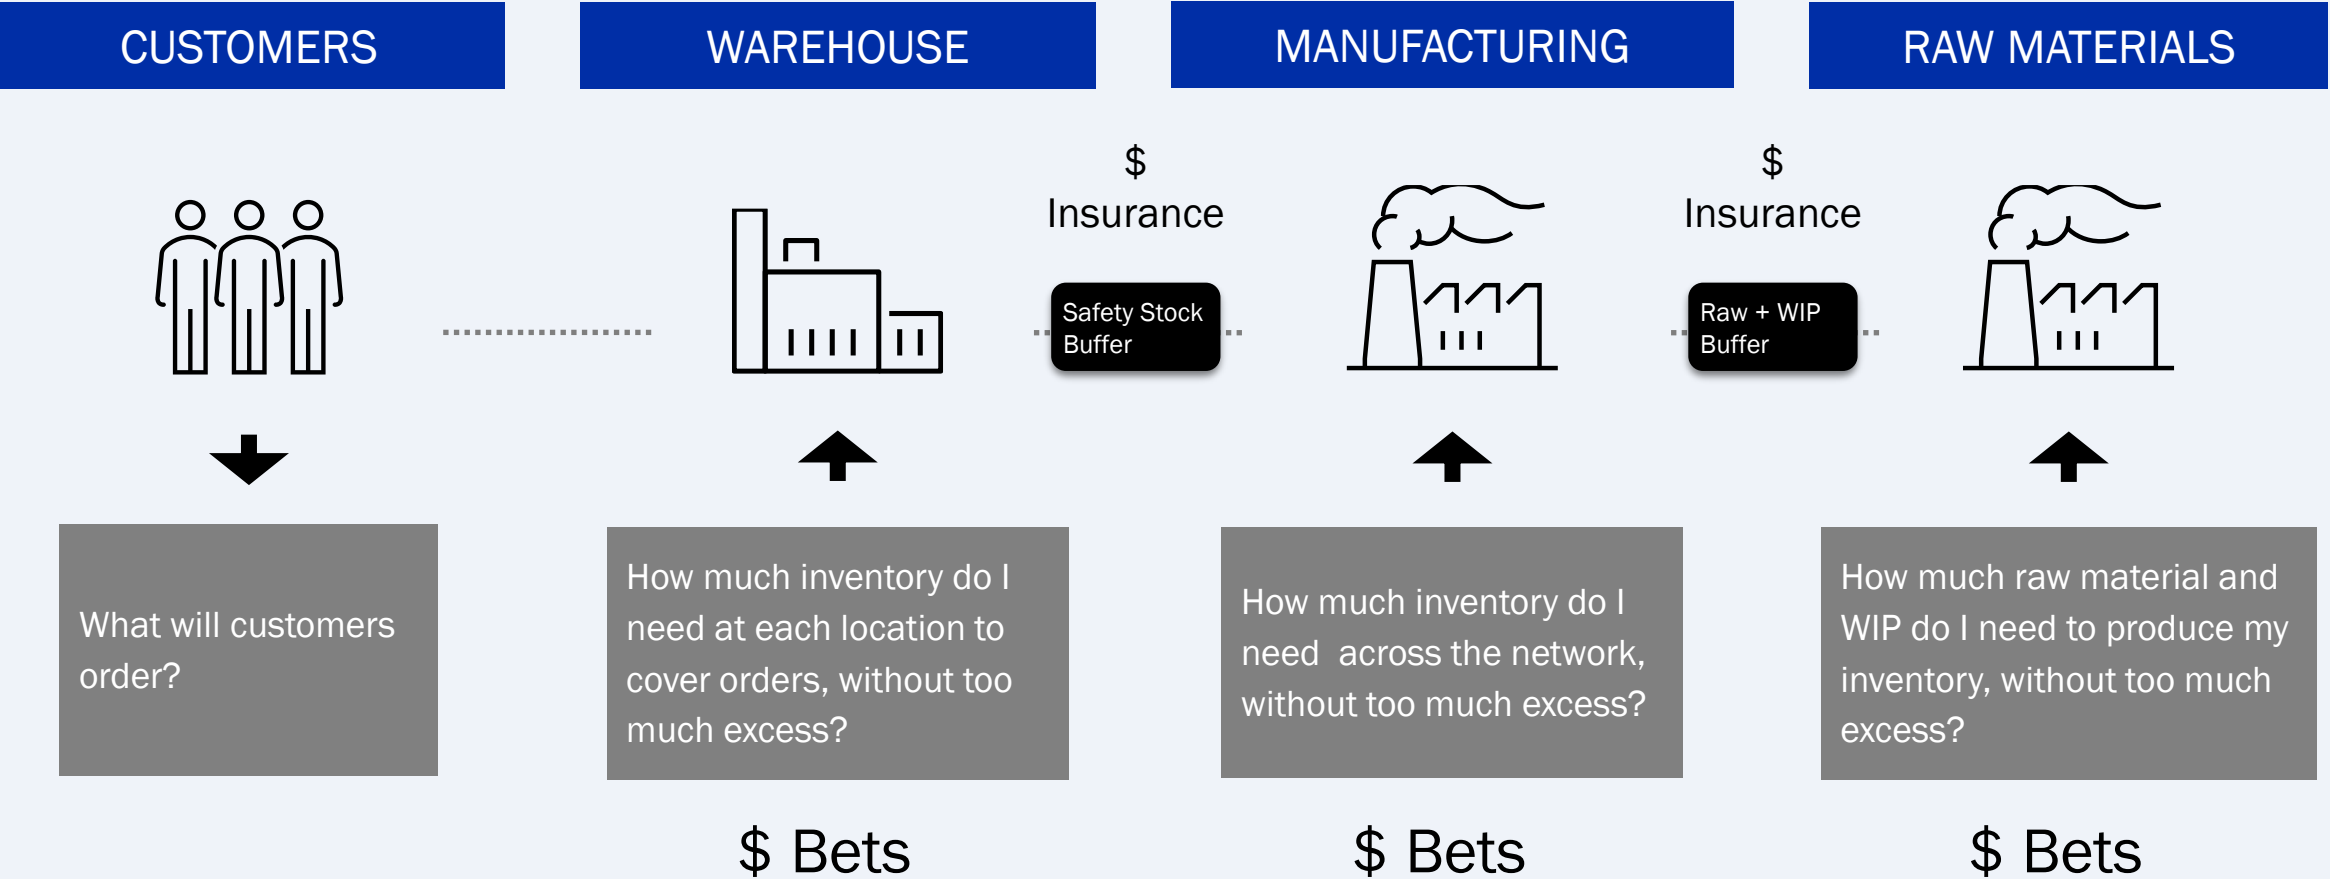 CUSTOMERS
WAREHOUSE
MANUFACTURING
RAW MATERIALS
$
Insurance
$
Insurance
Safety Stock
Buffer
Raw + WIP
Buffer
What will customers
order?
How much inventory do I
need at each location to
cover orders, without too
much excess?
How much inventory do I
need  across the network,
without too much excess?
How much raw material and
WIP do I need to produce my
inventory, without too much
excess?
$ Bets
$ Bets
$ Bets